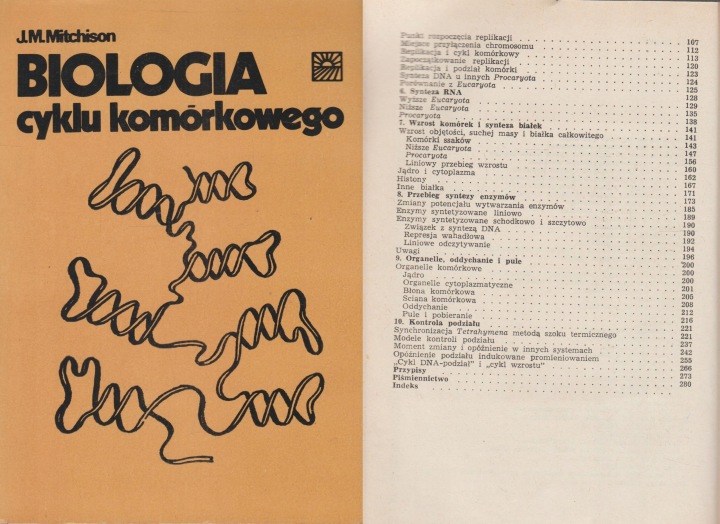 J.M. Mitchison
BIOLOGIA
cyklu komórkowego
Punkt rozpoczęcia replikacji
Miejsce przyłączenia chromosomu 107
Replikacja i cykl komórkowy 112
Zapoczątkowanie replikacji 113
Replikacja i podział komórki 120
Synteza DNA u innych Procaryota 123
Porównanie z Eucaryota 124
6. Synteza RNA 125
Wyższe Eucaryota 128
Niższe Eucaryota 129
Procaryota 135
7. Wzrost komórek i synteza białek 138
Wzrost objętości, suchej masy i białka całkowitego 141
Komórki ssaków 141
Niższe Eucaryota 143
Procaryota 147
Liniowy przebieg wzrostu 156
Jądro i cytoplazma 160
Histony 162
Inne białka 167
8. Przebieg syntezy enzymów 171
Zmiany potencjału wytwarzania enzymów 173
Enzymy syntetyzowane liniowo 185
Enzymy syntetyzowane schodkowo i szczytowo 189
Związek z syntezą DNA 190
Represja wahadłowa 190
Liniowe odczytywanie 192
Uwagi 194
9. Organelle, oddychanie i pule 196
Organelle komórkowe 200
Jądro 200
Organelle cytoplazmatyczne 200
Błona komórkowa 201
Ściana komórkowa 205
Oddychanie 208
Pule i pobieranie 212
10. Kontrola podziału 216
Synchronizacja Tetrahymena metodą szoku termicznego 221
Modele kontroli podziału 221
Moment zmiany i opóźnienie w innych systemach 237
Opóźnienie podziału indukowane promieniowaniem 242
„Cykl DNA-podział” i „cykl wzrostu” 255
Przypisy 266
Piśmiennictwo 273
Indeks 280